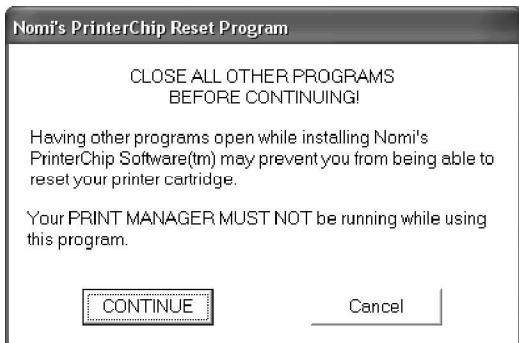 Nomi's PrinterChip Reset Program
CLOSE ALL OTHER PROGRAMS
BEFORE CONTINUING!
Having other programs open while installing Nomi's
PrinterChip Software(tm) may prevent you from being able to
reset your printer cartridge.
Your PRINT MANAGER MUST NOT be running while using
this program.
CONTINUE
Cancel